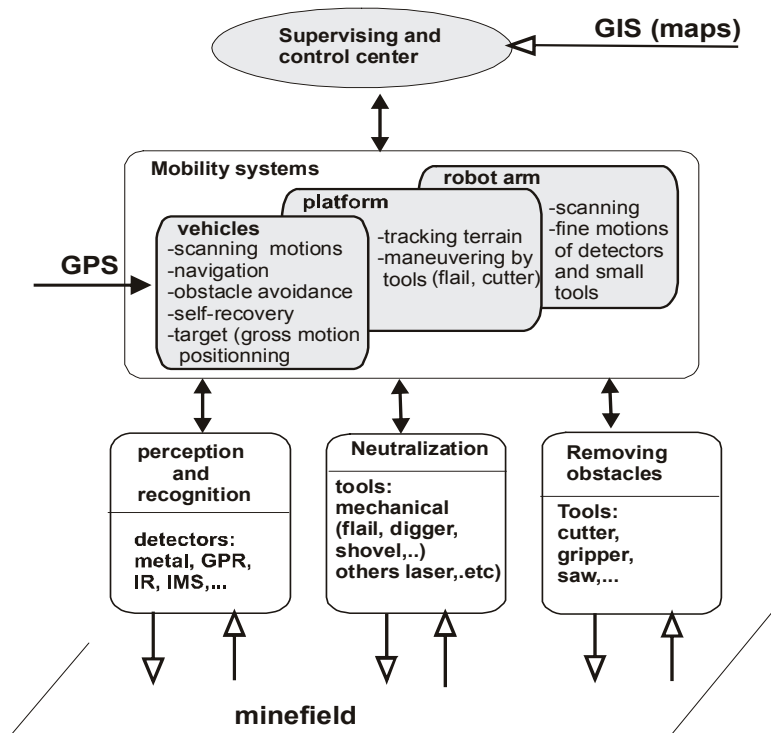 Supervising and
control center
GIS (maps)
Mobility systems
robot arm
-scanning
-fine motions
of detectors
and small
tools
platform
-tracking terrain
-maneuvering by
tools (flail, cutter)
vehicles
-scanning motions
-navigation
-obstacle avoidance
-self-recovery
-target (gross motion
positionning
GPS
perception
and
recognition
detectors:
metal, GPR,
IR, IMS,...
Neutralization
tools:
mechanical
(flail, digger,
shovel,..)
others laser,.etc)
Removing
obstacles
Tools:
cutter,
gripper,
saw,...
minefield